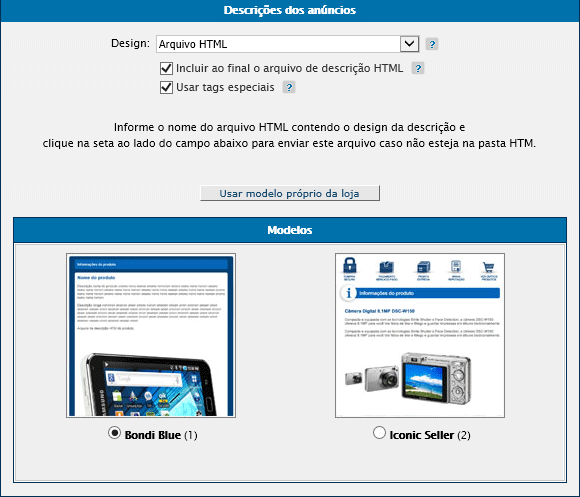 Descrições dos anúncios
Design: Arquivo HTML
Incluir ao final o arquivo de descrição HTML ?
Usar tags especiais ?
Informe o nome do arquivo HTML contendo o design da descrição e
clique na seta ao lado do campo abaixo para enviar este arquivo caso não esteja na pasta HTM.
Usar modelo próprio da loja
Modelos
Informações do produto
Nome do produto
Informações do produto
Câmera Digital 8.1MP DSC-W150
SAMSUNG
Bondi Blue (1)
Iconic Seller (2)